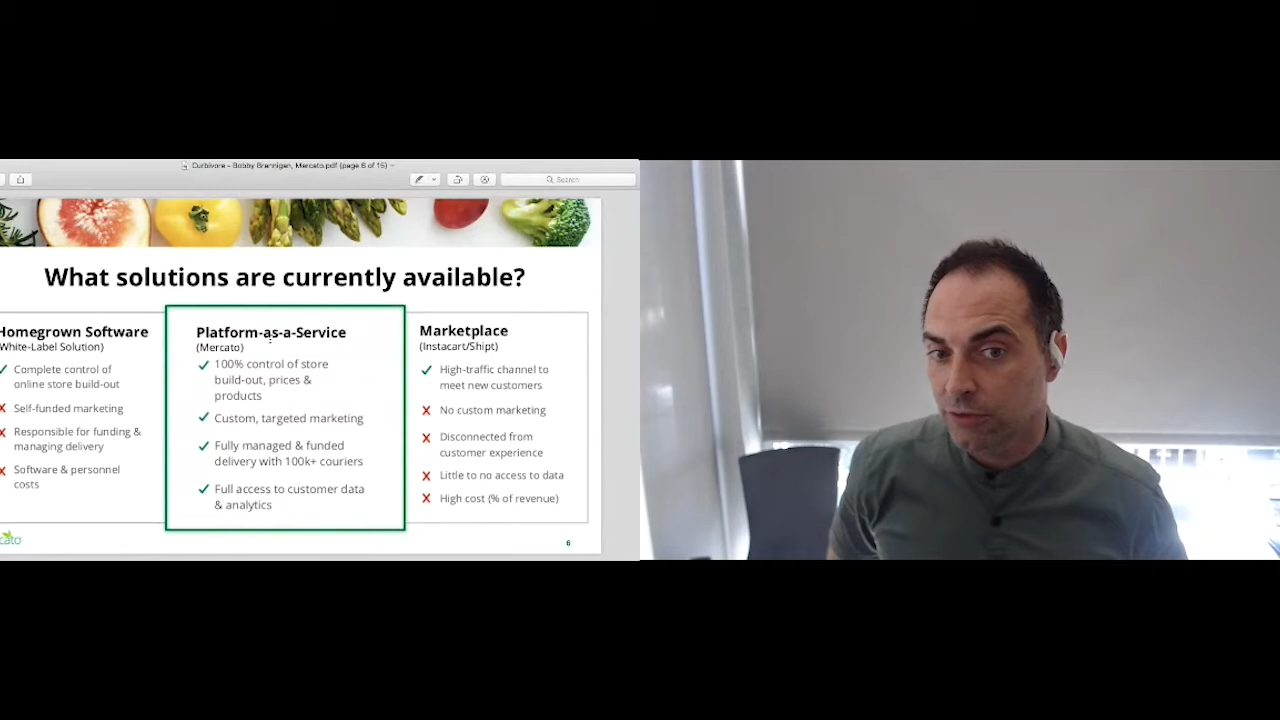 Curbivore - Bobby Brannigan, Mercato.pdf (page 6 of 15)
Search
What solutions are currently available?
Homegrown Software
White-Label Solution)
Complete control of
online store build-out
Self-funded marketing
Responsible for funding &
managing delivery
Software & personnel
costs
Platform-as-a-Service
(Mercato)
100% control of store
build-out, prices &
products
Custom, targeted marketing
Fully managed & funded
delivery with 100k+ couriers
Full access to customer data
& analytics
Marketplace
(Instacart/Shipt)
High-traffic channel to
meet new customers
No custom marketing
Disconnected from
customer experience
Little to no access to data
High cost (% of revenue)
cato
6